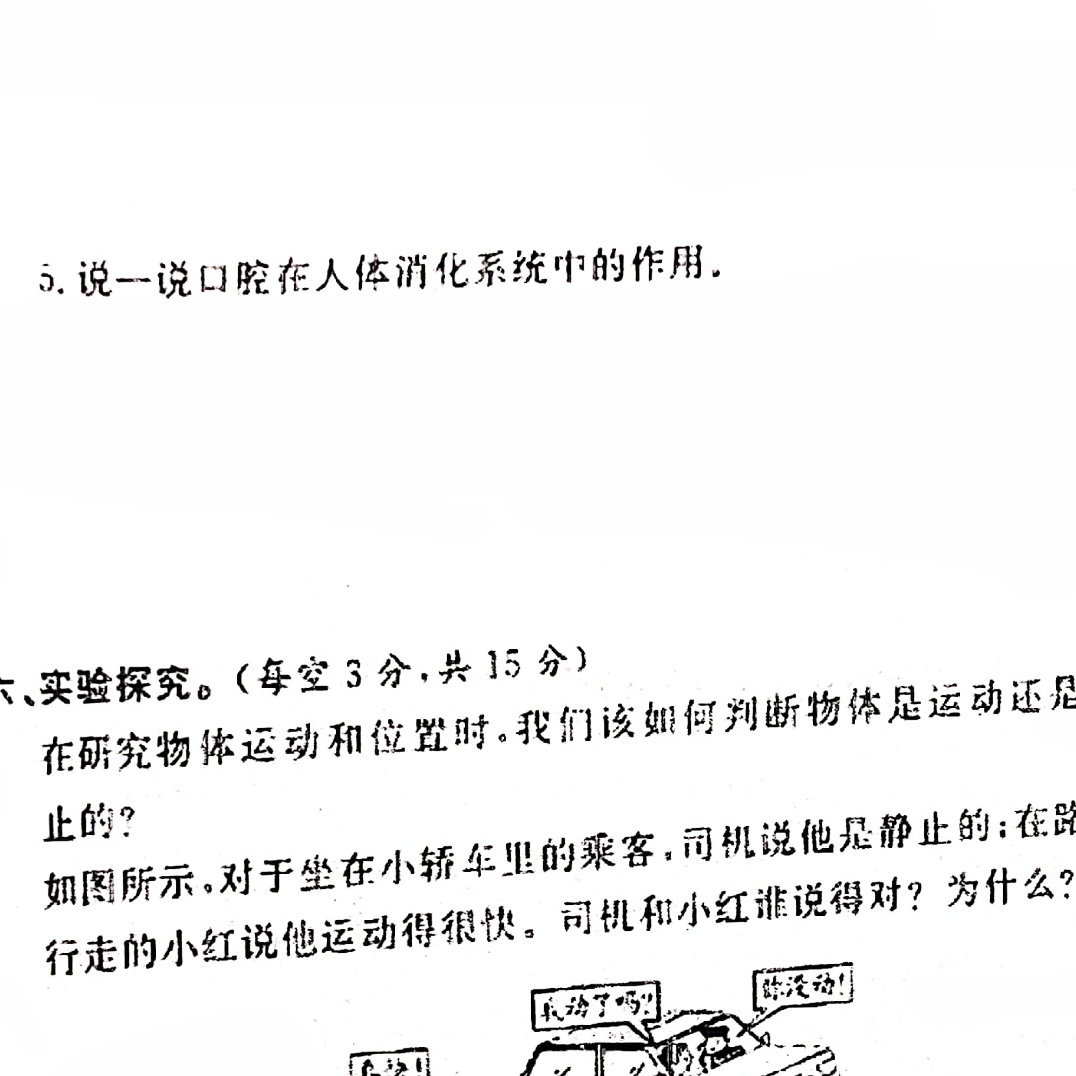 5.说一说口腔在人体消化系统中的作用。
六、实验探究。(每空3分,共15分)
在研究物体运动和位置时,我们该如何判断物体是运动还是
止的?
如图所示,对于坐在小轿车里的乘客,司机说他是静止的;在路
行走的小红说他运动得很快。司机和小红谁说得对?为什么?
我动了吗?
你没动!